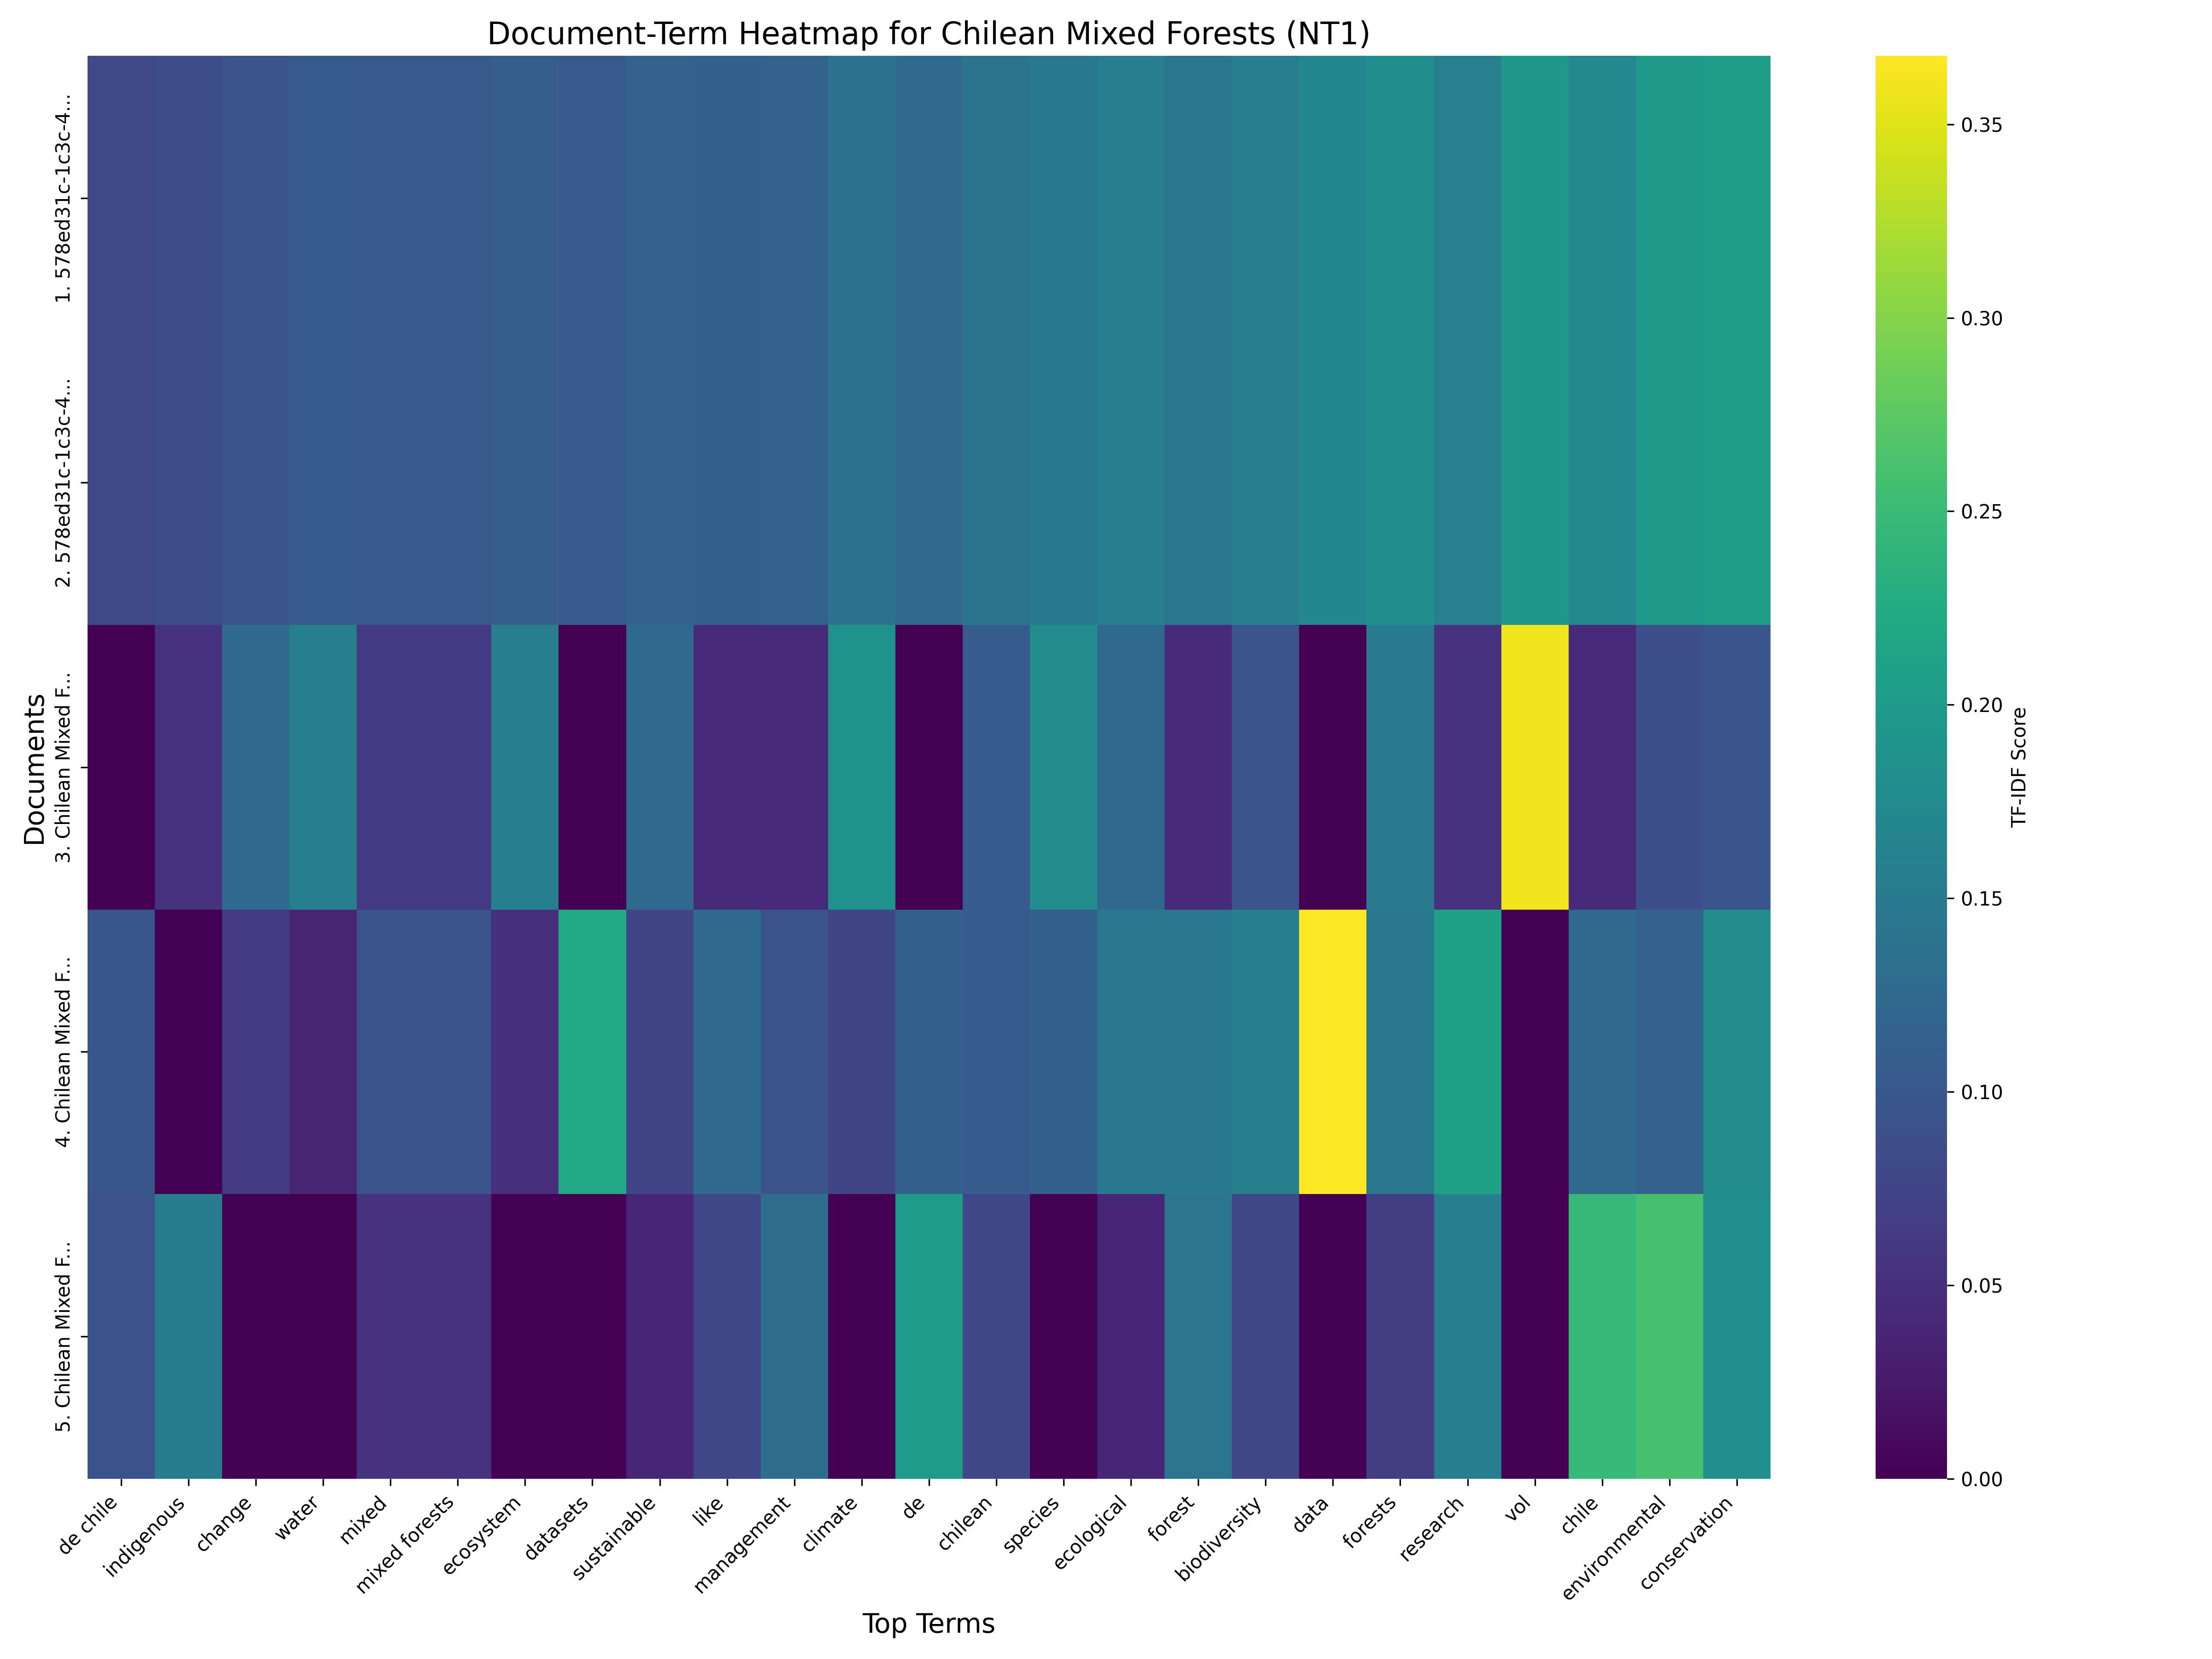 Document-Term Heatmap for Chilean Mixed Forests (NT1)
Documents
1. 578ed31c-1c3c-4...
2. 578ed31c-1c3c-4...
3. Chilean Mixed F...
4. Chilean Mixed F...
5. Chilean Mixed F...
de chile
indigenous
change
water
mixed
mixed forests
ecosystem
datasets
sustainable
like
management
climate
de
chilean
species
ecological
forest
biodiversity
data
forests
research
vol
chile
environmental
conservation
Top Terms
0.35
0.30
0.25
0.20
0.15
0.10
0.05
0.00
TF-IDF Score